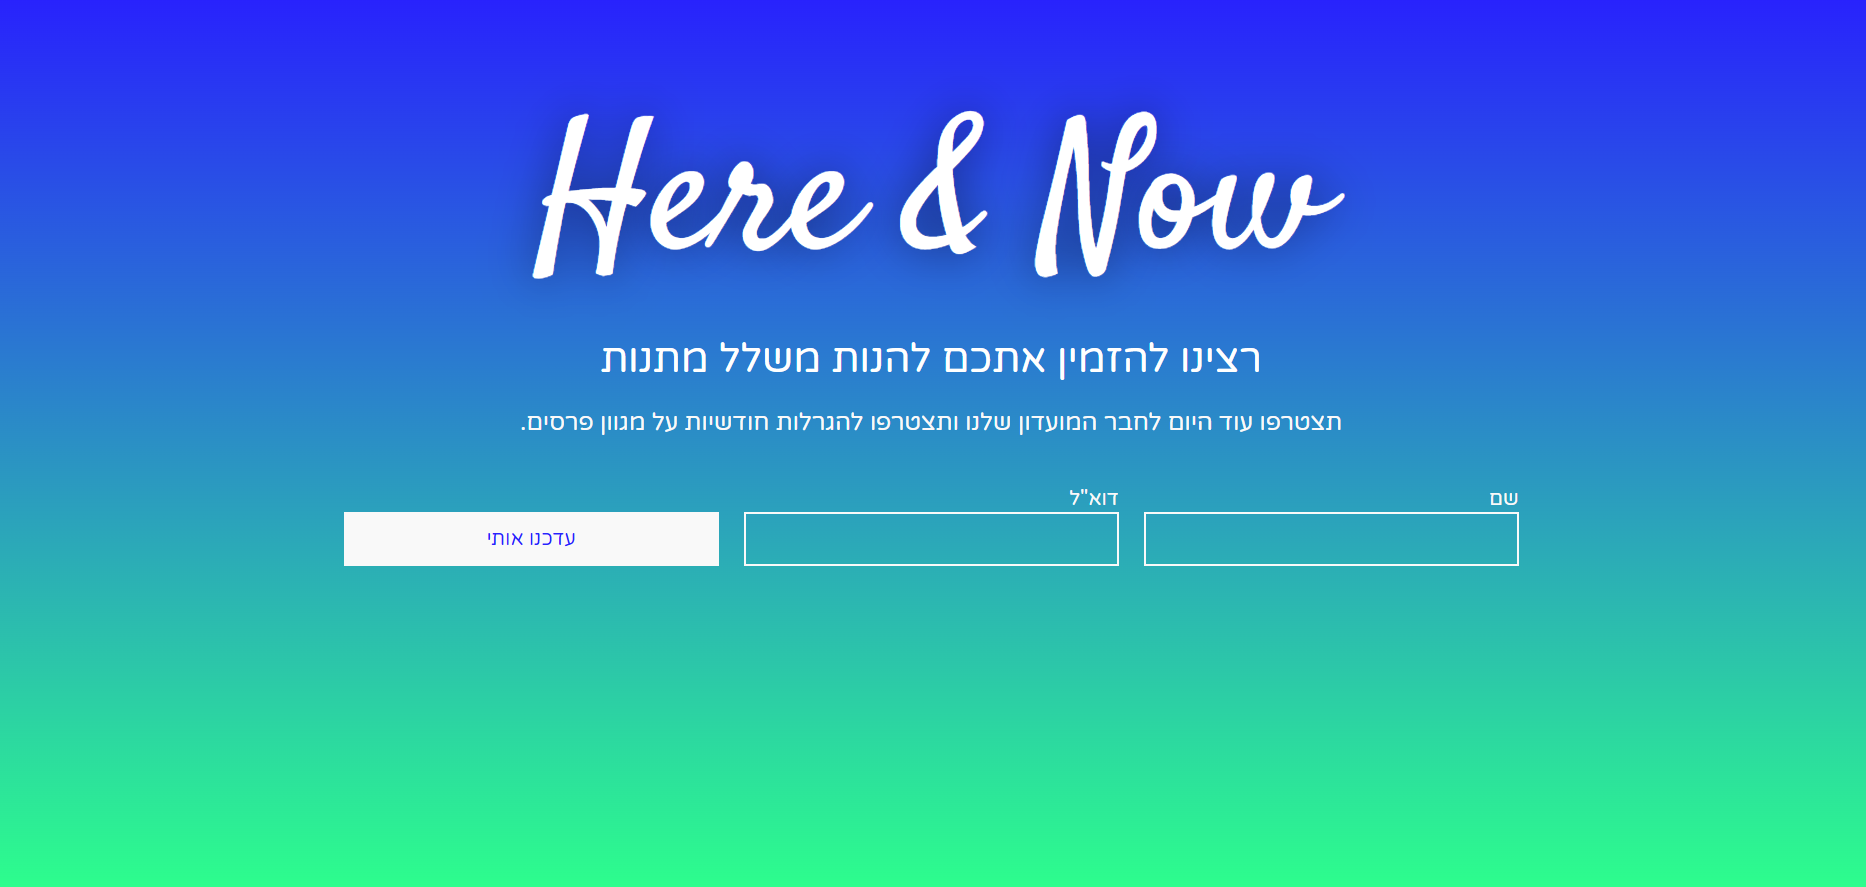 Here & Now
רצינו להזמין אתכם להנות משלל מתנות
תצטרפו עוד היום לחבר המועדון שלנו ותצטרפו להגרלות חודשיות על מגוון פרסים.
שם
דוא"ל
עדכנו אותי